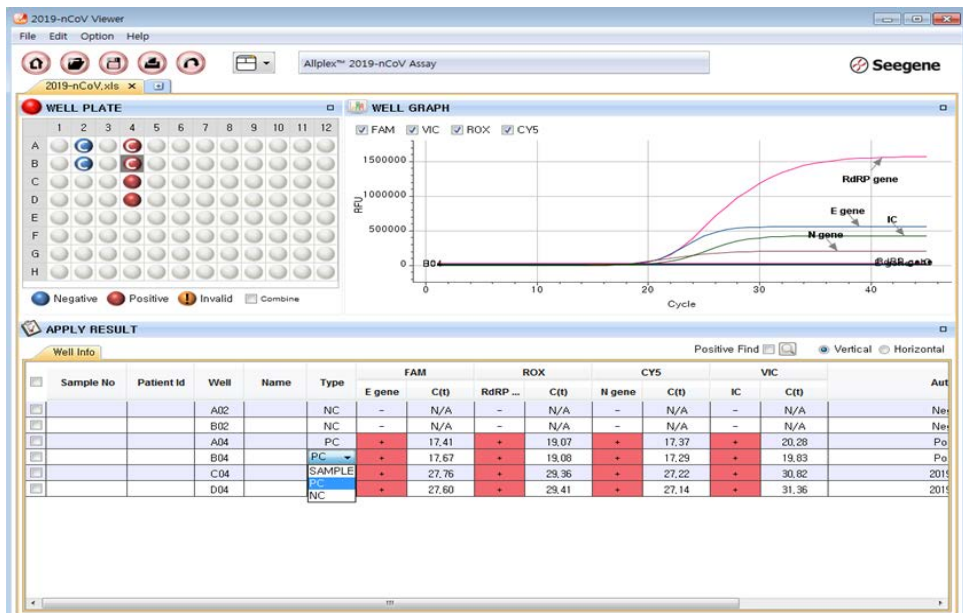 2019-nCoV Viewer
File Edit Option Help
Allplex™ 2019-nCoV Assay
Seegene
2019-nCoV,xls
WELL PLATE
1 2 3 4 5 6 7 8 9 10 11 12
A C C
B C C
C
D
E
F
G
H
Negative Positive Invalid Combine
WELL GRAPH
FAM VIC ROX CY5
1500000
1000000
500000
0
RFU
RdRP gene
E gene
IC
N gene
B04
0 10 20 30 40
Cycle
APPLY RESULT
Well Info
Positive Find Vertical Horizontal
FAM ROX CY5 VIC
Sample No Patient Id Well Name Type E gene C(t) RdRP ... C(t) N gene C(t) IC C(t) Aut
A02 NC - N/A - N/A - N/A - N/A Ne
B02 NC - N/A - N/A - N/A - N/A Ne
A04 PC + 17,41 + 19,07 + 17,37 + 20,28 Po
B04 PC + 17,67 + 19,08 + 17,29 + 19,83 Po
C04 SAMPLE + 27,76 + 29,36 + 27,22 + 30,82 2019
PC
D04 + 27,60 + 29,41 + 27,14 + 31,36 2019
NC